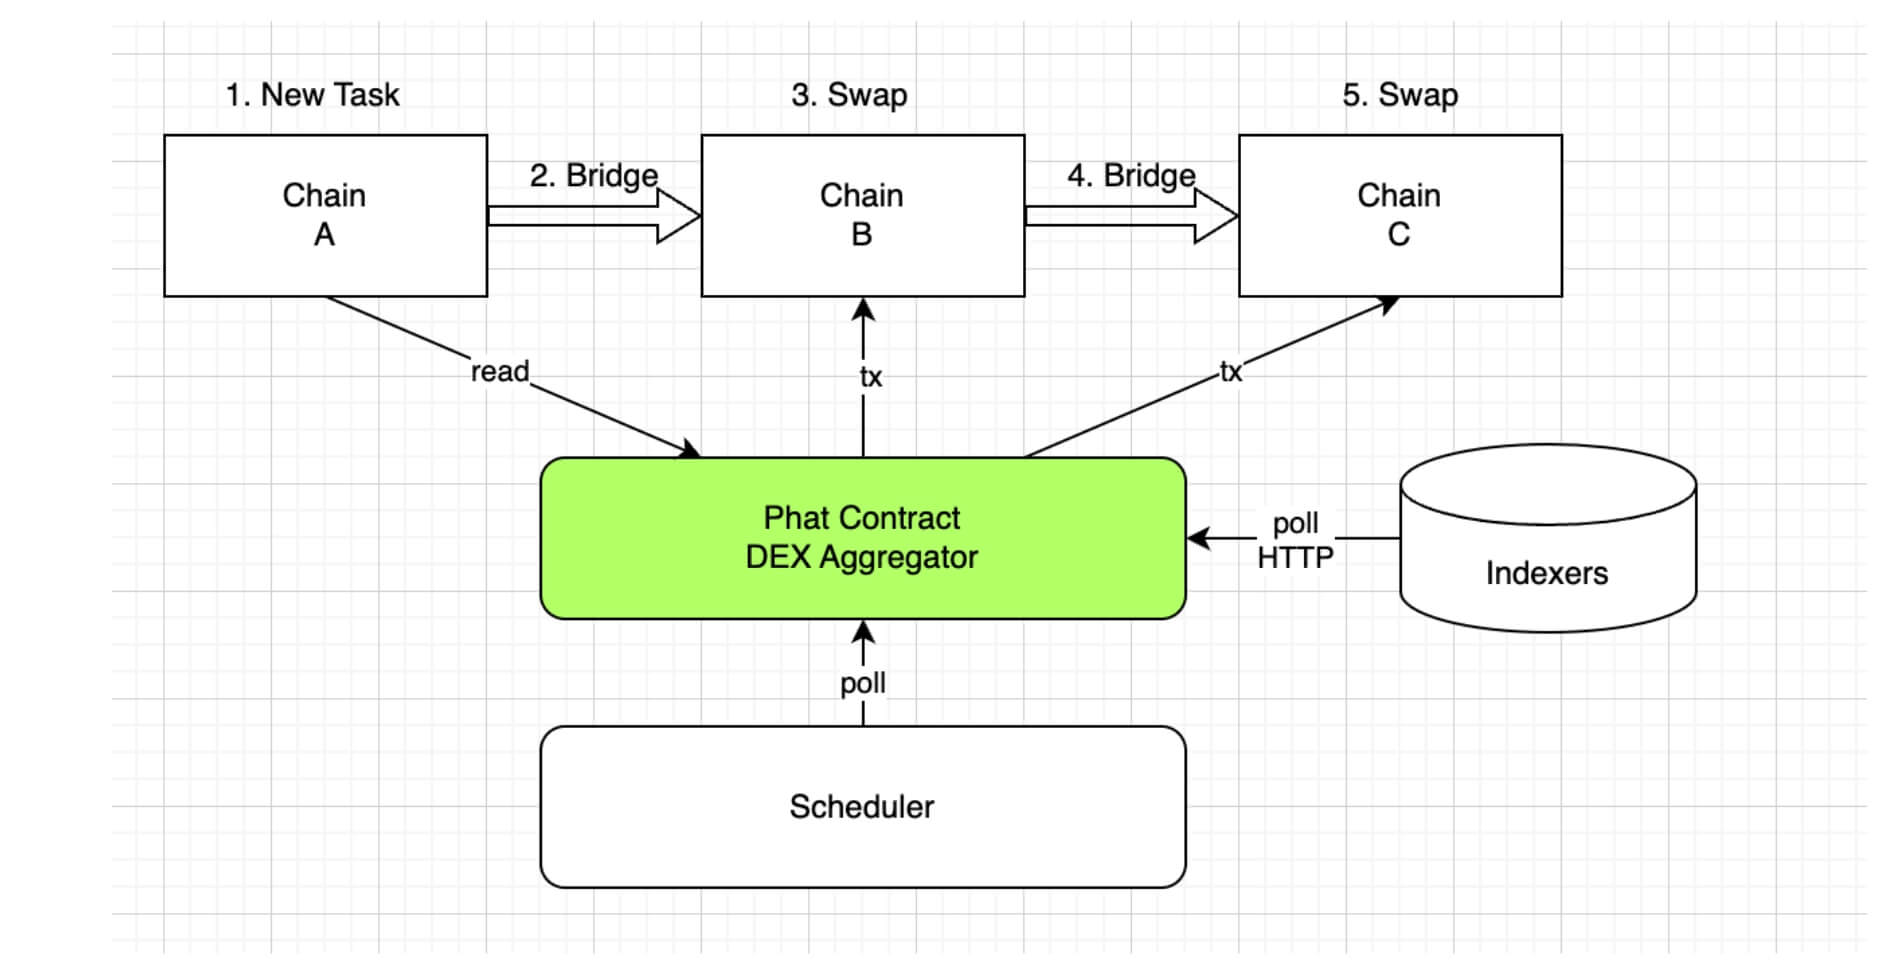 1. New Task
3. Swap
5. Swap
Chain
A
2. Bridge
Chain
B
4. Bridge
Chain
C
read
tx
tx
Phat Contract
DEX Aggregator
poll
HTTP
Indexers
poll
Scheduler